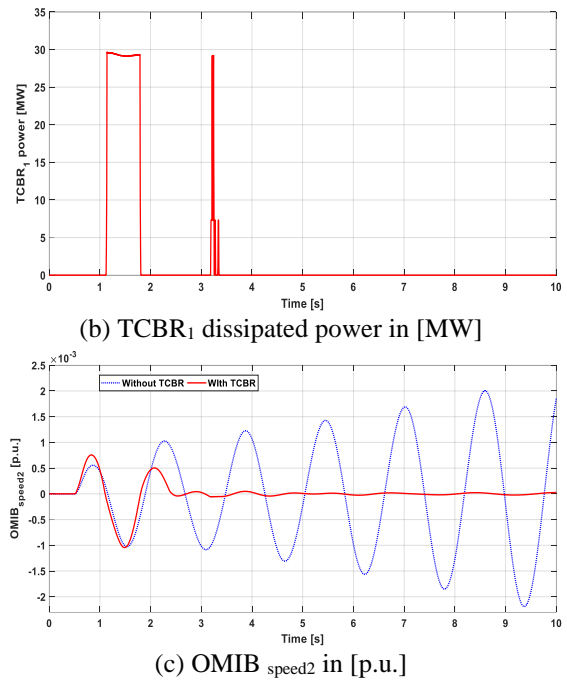 35
30
25
20
15
10
5
0
TCBR1 power [MW]
0 1 2 3 4 5 6 7 8 9 10
Time [s]
(b) TCBR1 dissipated power in [MW]
×10-3
2.5
2
1.5
1
0.5
0
-0.5
-1
-1.5
-2
OMIBspeed2 [p.u.]
Without TCBR WIth TCBR
0 1 2 3 4 5 6 7 8 9 10
Time [s]
(c) OMIB speed2 in [p.u.]